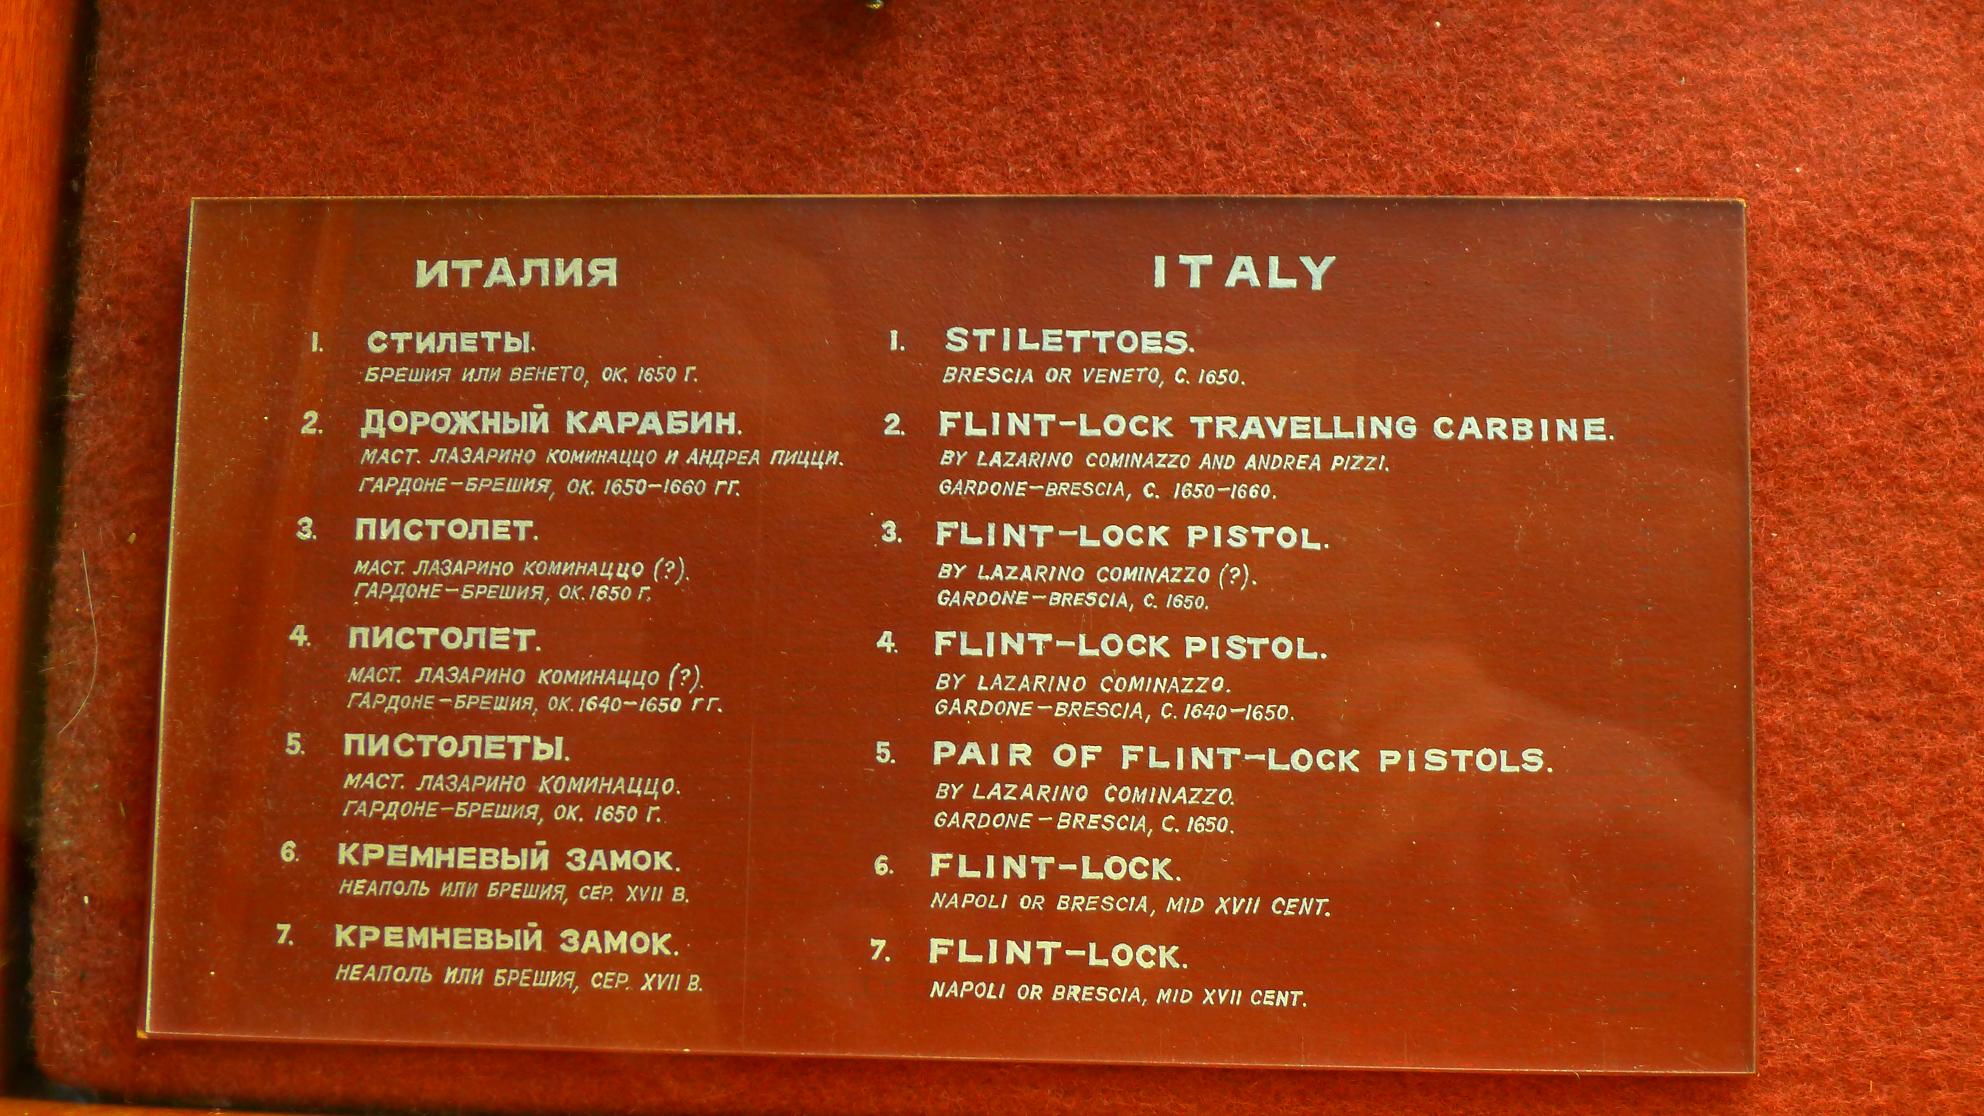 ИТАЛИЯ
1. СТИЛЕТЫ.
БРЕШИЯ ИЛИ ВЕНЕТО, ОК. 1650 Г.
2. ДОРОЖНЫЙ КАРАБИН.
МАСТ. ЛАЗАРИНО КОМИНАЦЦО И АНДРЕА ПИЦЦИ.
ГАРДОНЕ-БРЕШИЯ, ОК. 1650-1660 ГГ.
3. ПИСТОЛЕТ.
МАСТ. ЛАЗАРИНО КОМИНАЦЦО (?).
ГАРДОНЕ-БРЕШИЯ, ОК. 1650 Г.
4. ПИСТОЛЕТ.
МАСТ. ЛАЗАРИНО КОМИНАЦЦО (?).
ГАРДОНЕ-БРЕШИЯ, ОК. 1640-1650 ГГ.
5. ПИСТОЛЕТЫ.
МАСТ. ЛАЗАРИНО КОМИНАЦЦО.
ГАРДОНЕ-БРЕШИЯ, ОК. 1650 Г.
6. КРЕМНЕВЫЙ ЗАМОК.
НЕАПОЛЬ ИЛИ БРЕШИЯ, СЕР. XVII В.
7. КРЕМНЕВЫЙ ЗАМОК.
НЕАПОЛЬ ИЛИ БРЕШИЯ, СЕР. XVII В.
ITALY
1. STILETTOES.
BRESCIA OR VENETO, C. 1650.
2. FLINT-LOCK TRAVELLING CARBINE.
BY LAZARINO COMINAZZO AND ANDREA PIZZI.
GARDONE-BRESCIA, C. 1650-1660.
3. FLINT-LOCK PISTOL.
BY LAZARINO COMINAZZO (?).
GARDONE-BRESCIA, C. 1650.
4. FLINT-LOCK PISTOL.
BY LAZARINO COMINAZZO.
GARDONE-BRESCIA, C. 1640-1650.
5. PAIR OF FLINT-LOCK PISTOLS.
BY LAZARINO COMINAZZO.
GARDONE-BRESCIA, C. 1650.
6. FLINT-LOCK.
NAPOLI OR BRESCIA, MID XVII CENT.
7. FLINT-LOCK.
NAPOLI OR BRESCIA, MID XVII CENT.